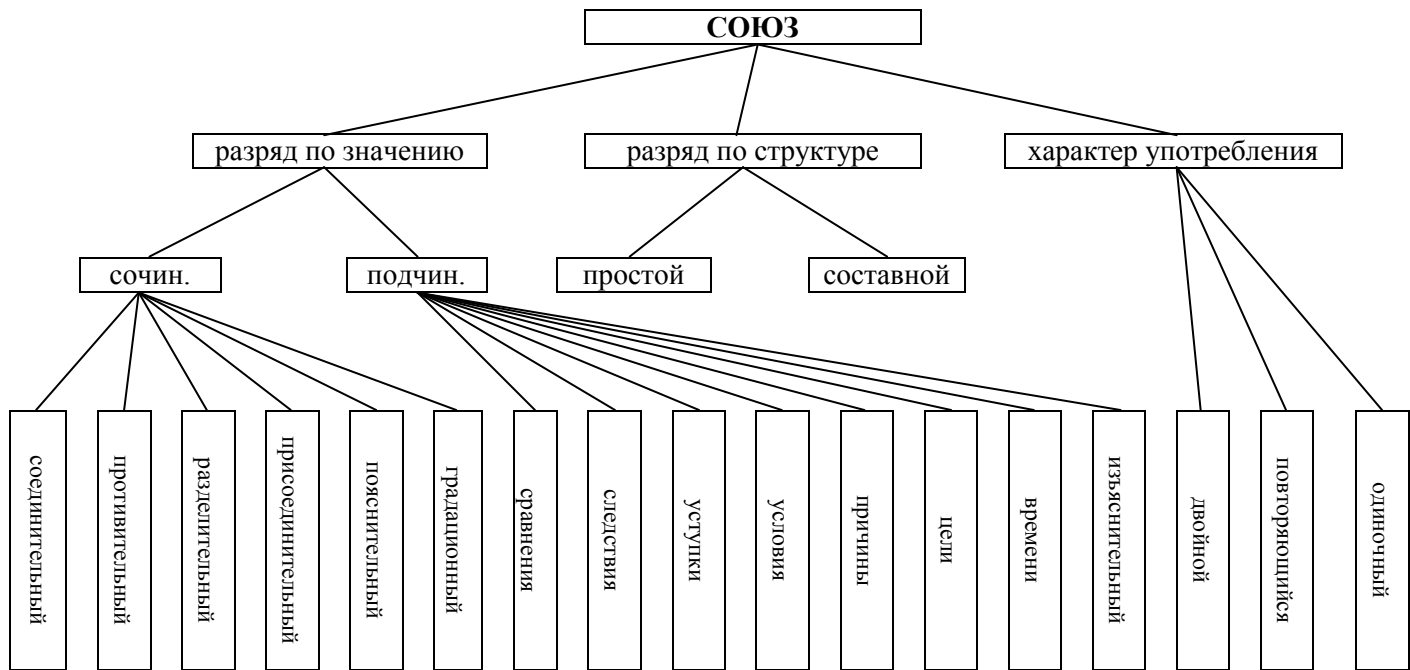 СОЮЗ
разряд по значению
разряд по структуре
характер употребления
сочин.
подчин.
простой
составной
соединительный
противительный
разделительный
присоединительный
пояснительный
градационный
сравнения
следствия
уступки
условия
причины
цели
времени
изъяснительный
двойной
повторяющийся
одиночный